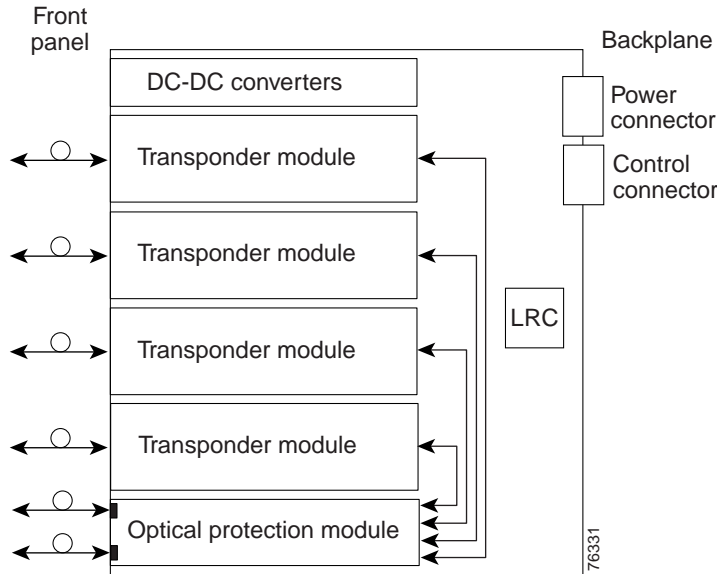 Front
panel
Backplane
DC-DC converters
Power
connector
Transponder module
Control
connector
Transponder module
LRC
Transponder module
Transponder module
Optical protection module
76331